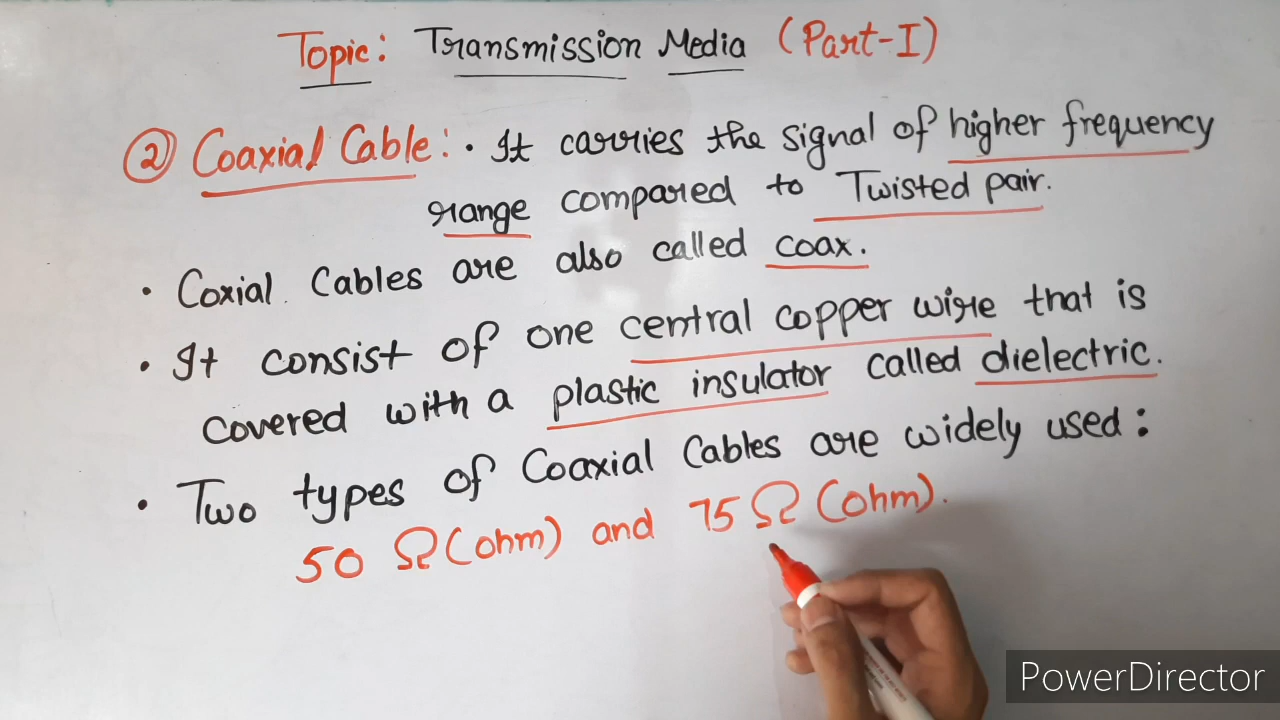 Topic: Transmission Media (Part-I)
② Coaxial Cable: • It carries the signal of higher frequency
range compared to Twisted pair.
• Coxial Cables are also called coax.
• It consist of one central copper wire that is
covered with a plastic insulator called dielectric.
• Two types of Coaxial Cables are widely used:
50 Ω (ohm) and 75 Ω (ohm).
PowerDirector